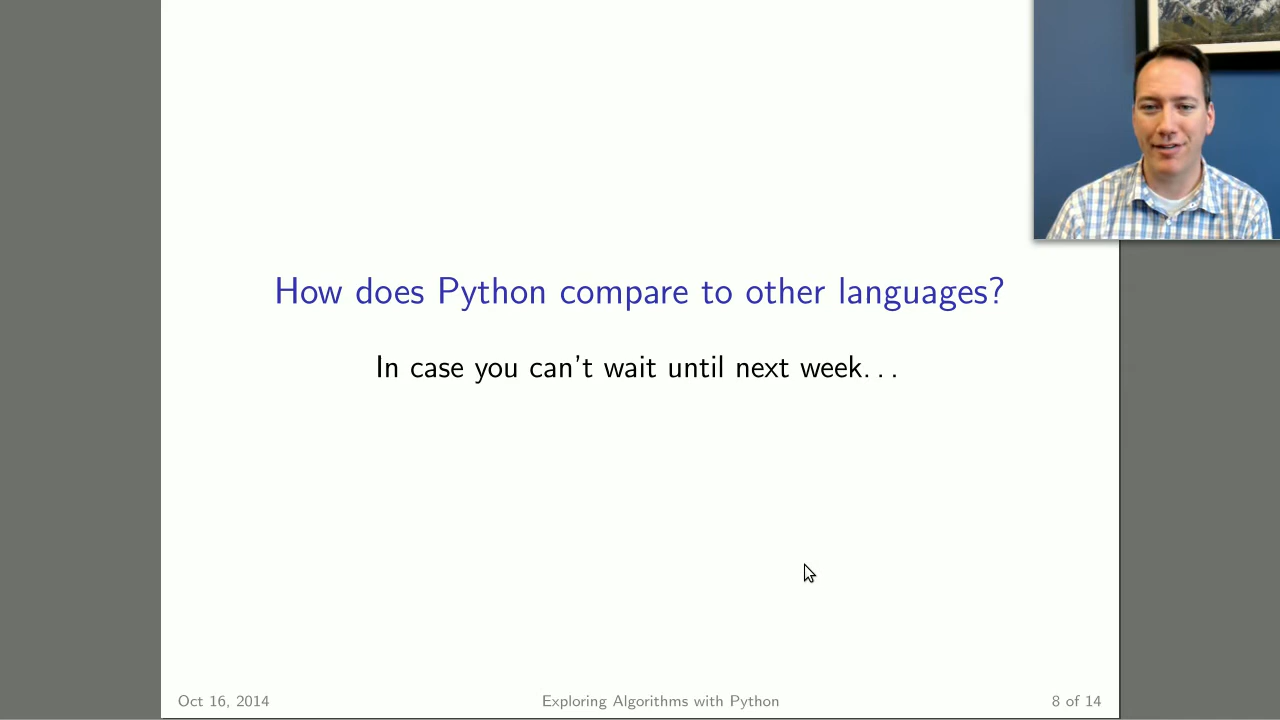 How does Python compare to other languages?
In case you can't wait until next week...
Oct 16, 2014
Exploring Algorithms with Python
8 of 14